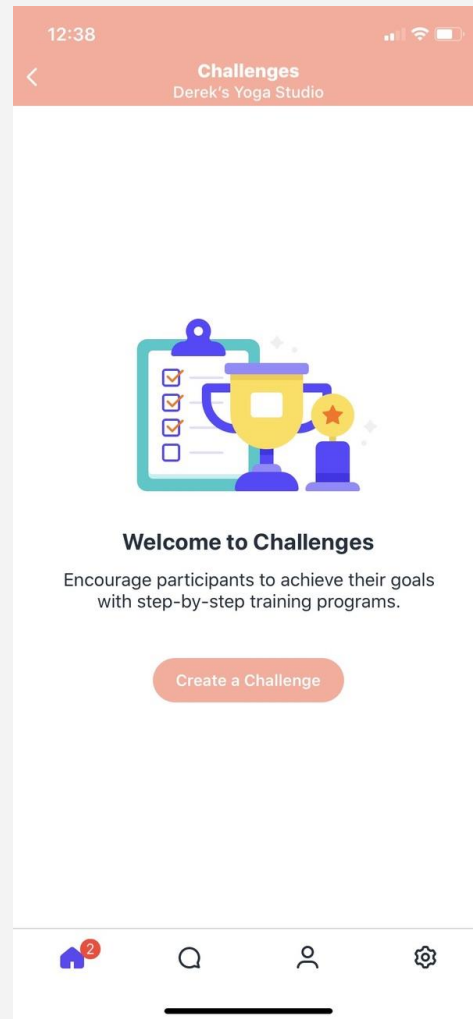 12:38
Challenges
Derek's Yoga Studio
Welcome to Challenges
Encourage participants to achieve their goals
with step-by-step training programs.
Create a Challenge
2